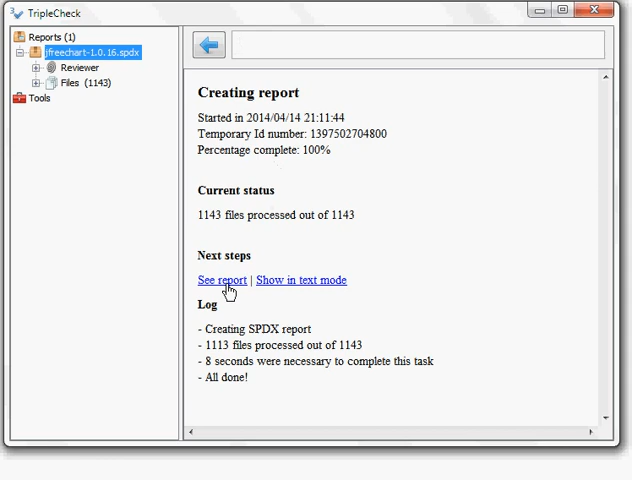 TripleCheck
Reports (1)
jfreechart-1.0.16.spdx
Reviewer
Files (1143)
Tools
Creating report
Started in 2014/04/14 21:11:44
Temporary Id number: 1397502704800
Percentage complete: 100%
Current status
1143 files processed out of 1143
Next steps
See report | Show in text mode
Log
- Creating SPDX report
- 1113 files processed out of 1143
- 8 seconds were necessary to complete this task
- All done!